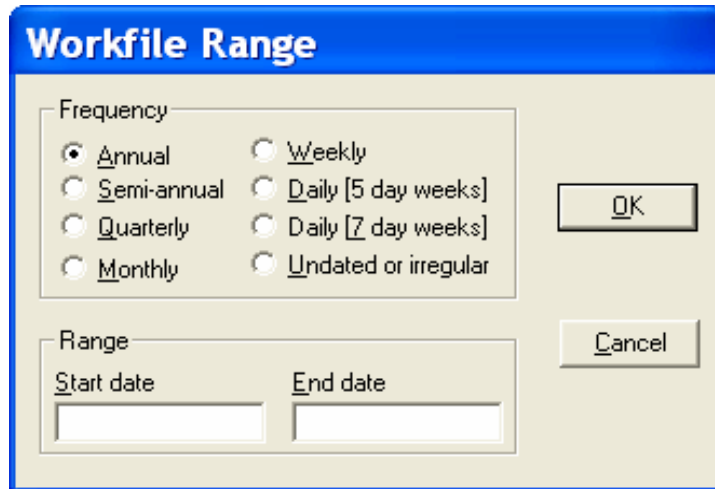 Workfile Range
Frequency
Annual
Weekly
Semi-annual
Daily [5 day weeks]
Quarterly
Daily [7 day weeks]
Monthly
Undated or irregular
OK
Range
Start date
End date
Cancel